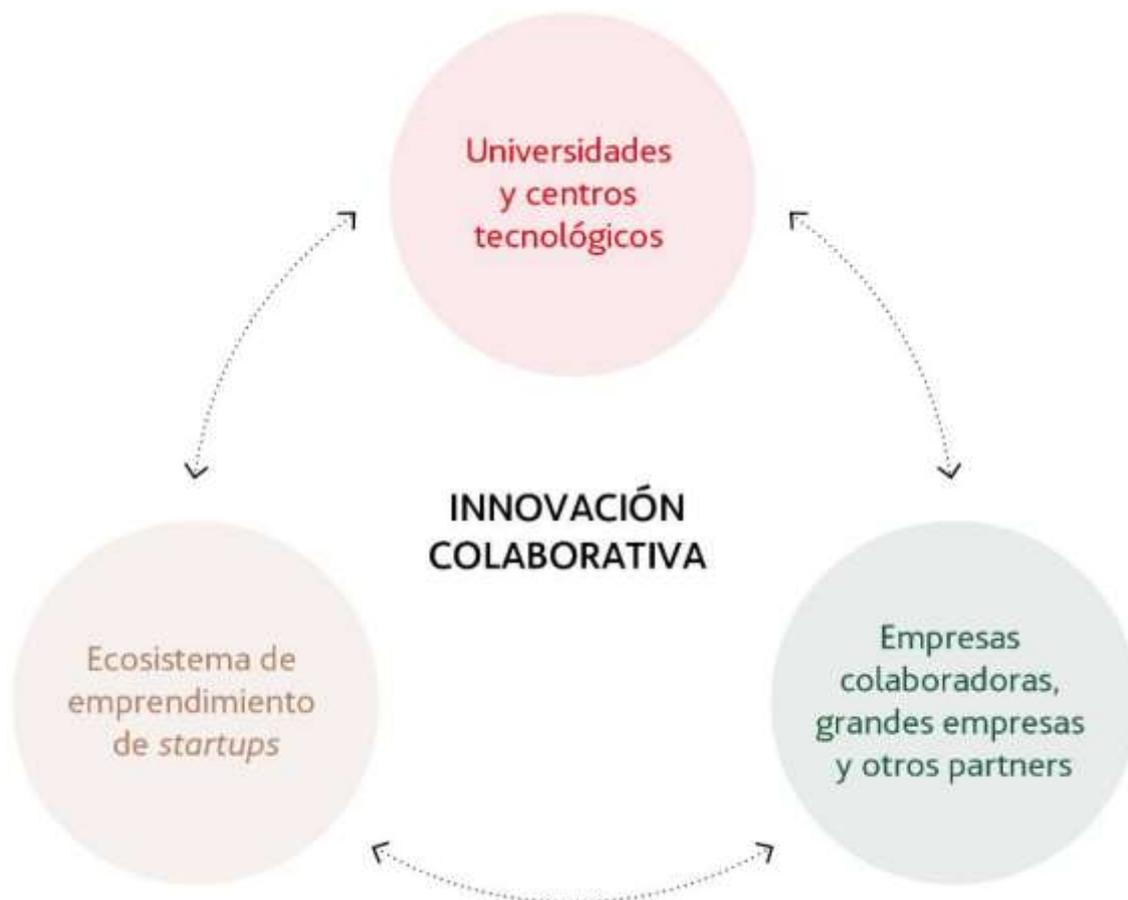 Universidades
y centros
tecnológicos
INNOVACIÓN
COLABORATIVA
Ecosistema de
emprendimiento
de startups
Empresas
colaboradoras,
grandes empresas
y otros partners